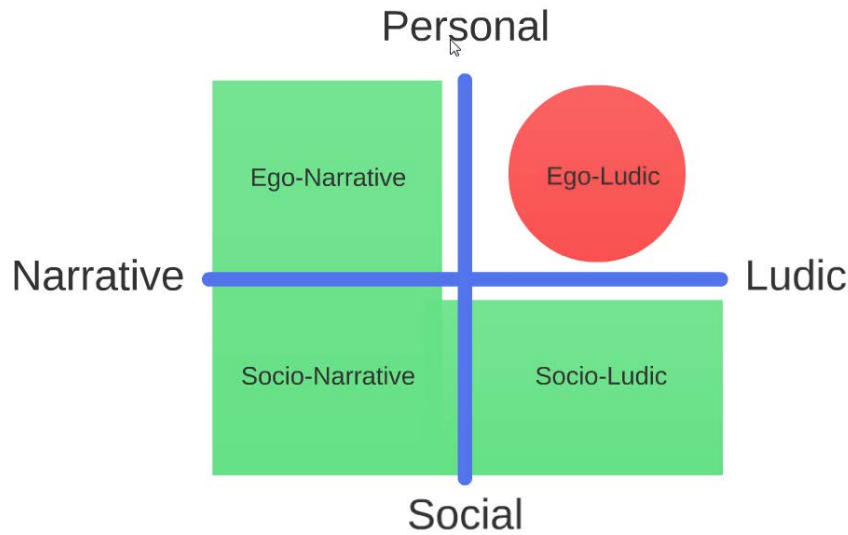 Personal
Ego-Narrative
Ego-Ludic
Narrative
Ludic
Socio-Narrative
Socio-Ludic
Social